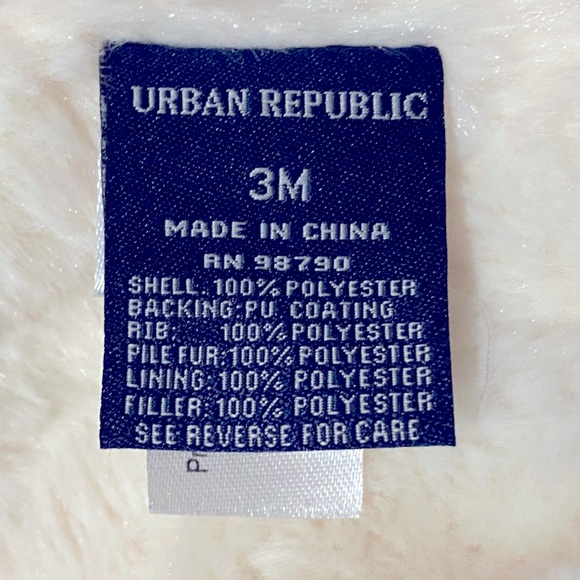 URBAN REPUBLIC
3M
MADE IN CHINA
RN 98790
SHELL: 100% POLYESTER
BACKING: PU COATING
RIB: 100% POLYESTER
PILE FUR: 100% POLYESTER
LINING: 100% POLYESTER
FILLER: 100% POLYESTER
SEE REVERSE FOR CARE